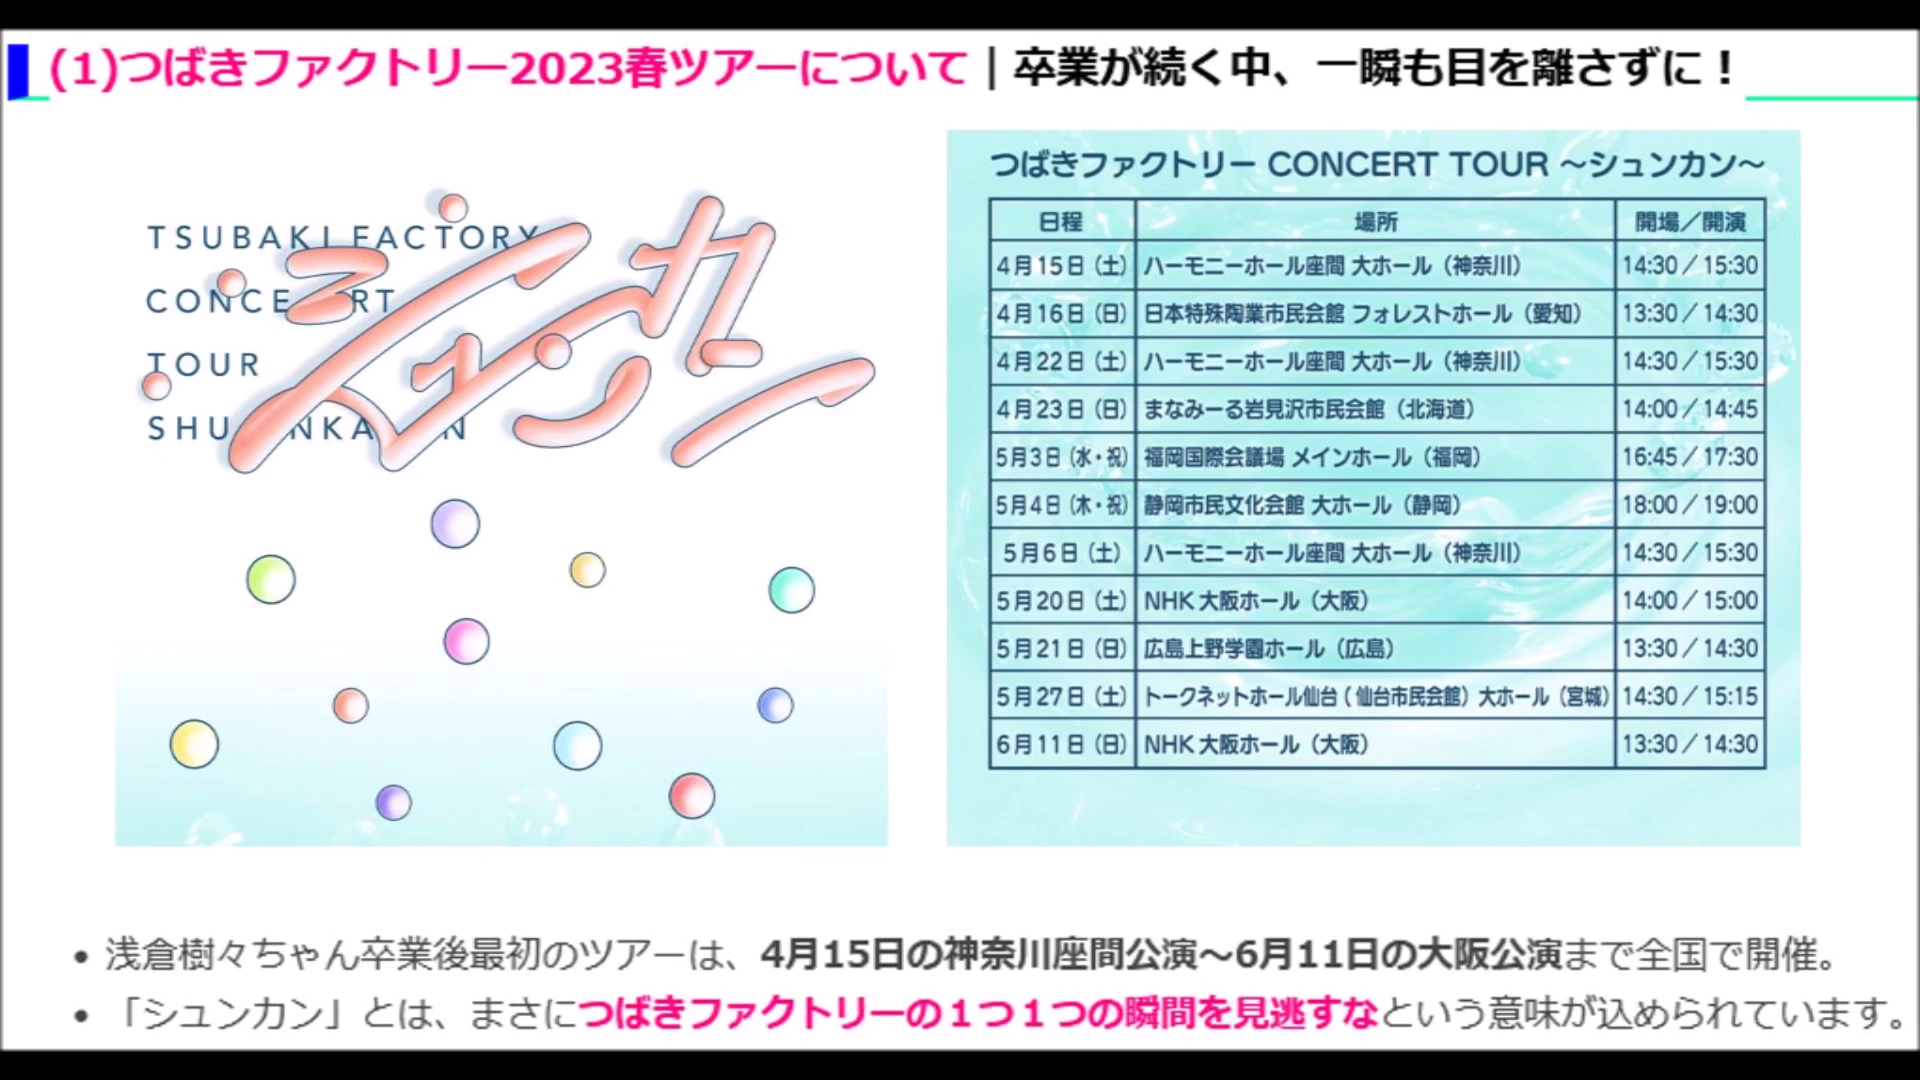 (1)つばきファクトリー2023春ツアーについて｜卒業が続く中、一瞬も目を離さずに！
TSUBAKI FACTORY
CONCERT
TOUR
シュンカン
つばきファクトリー CONCERT TOUR ～シュンカン～
日程 場所 開場／開演
4月15日（土） ハーモニーホール座間 大ホール（神奈川） 14:30／15:30
4月16日（日） 日本特殊陶業市民会館 フォレストホール（愛知） 13:30／14:30
4月22日（土） ハーモニーホール座間 大ホール（神奈川） 14:30／15:30
4月23日（日） まなみーる岩見沢市民会館（北海道） 14:00／14:45
5月3日（水・祝） 福岡国際会議場 メインホール（福岡） 16:45／17:30
5月4日（木・祝） 静岡市民文化会館 大ホール（静岡） 18:00／19:00
5月6日（土） ハーモニーホール座間 大ホール（神奈川） 14:30／15:30
5月20日（土） NHK大阪ホール（大阪） 14:00／15:00
5月21日（日） 広島上野学園ホール（広島） 13:30／14:30
5月27日（土） トークネットホール仙台(仙台市民会館）大ホール（宮城） 14:30／15:15
6月11日（日） NHK大阪ホール（大阪） 13:30／14:30
• 浅倉樹々ちゃん卒業後最初のツアーは、4月15日の神奈川座間公演～6月11日の大阪公演まで全国で開催。
• 「シュンカン」とは、まさにつばきファクトリーの１つ１つの瞬間を見逃すなという意味が込められています。